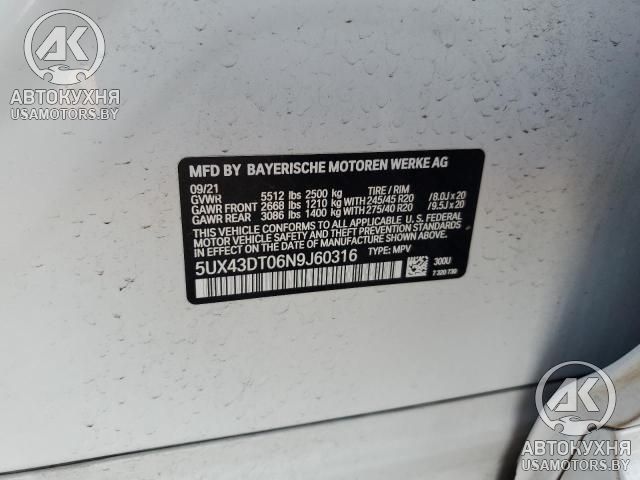 AK
АВТОКУХНЯ
USAMOTORS.BY
MFD BY BAYERISCHE MOTOREN WERKE AG
09/21
GVWR 5512 lbs 2500 kg TIRE / RIM
GAWR FRONT 2668 lbs 1210 kg WITH 245/45 R20 /8.0J x 20
GAWR REAR 3086 lbs 1400 kg WITH 275/40 R20 /9.5J x 20
THIS VEHICLE CONFORMS TO ALL APPLICABLE U.S. FEDERAL
MOTOR VEHICLE SAFETY, BUMPER, AND THEFT PREVENTION
STANDARDS IN EFFECT ON THE DATE OF MANUFACTURE SHOWN ABOVE.
5UX43DT06N9J60316 TYPE: MPV
300U
7 320 730
AK
АВТОКУХНЯ
USAMOTORS.BY